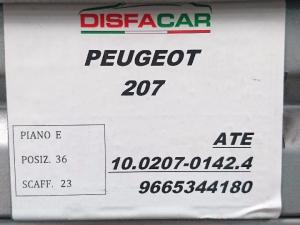 DISFACAR
PEUGEOT
207
PIANO E
POSIZ. 36
SCAFF. 23
ATE
10.0207-0142.4
9665344180